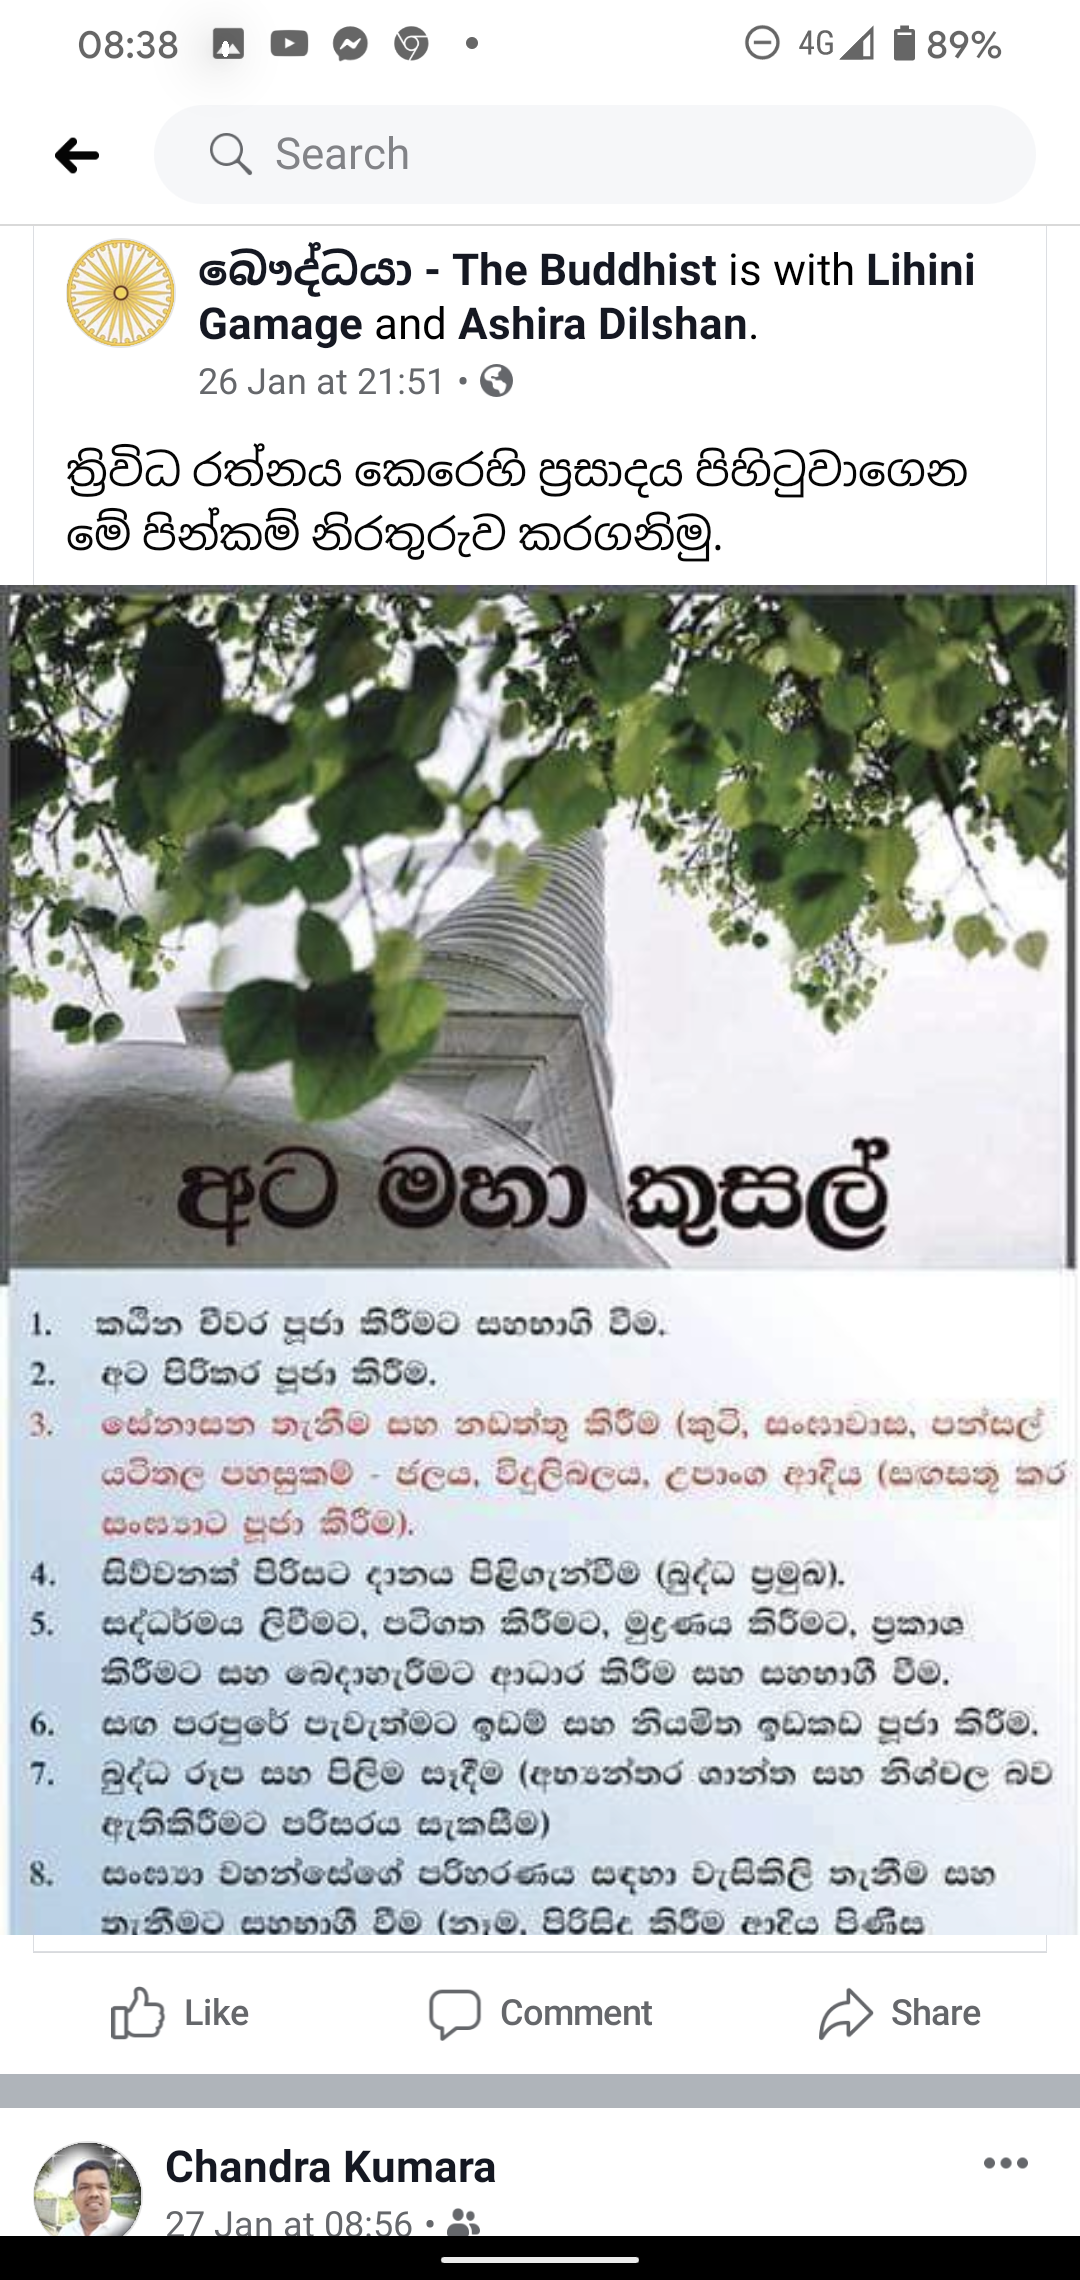 08:38
4G 89%
Search
බෞද්ධයා - The Buddhist is with Lihini
Gamage and Ashira Dilshan.
26 Jan at 21:51 •
ත්‍රිවිධ රත්නය කෙරෙහි ප්‍රසාදය පිහිටුවාගෙන
මේ පින්කම් නිරතුරුව කරගනිමු.
අට මහා කුසල්
1. කඨින චීවර පූජා කිරීමට සහභාගි වීම.
2. අට පිරිකර පූජා කිරීම.
3. සේනාසන තැනීම සහ නඩත්තු කිරීම (කුටි, සංඝාවාස, පන්සල්
යටිතල පහසුකම් - ජලය, විදුලිබලය, උපාංග ආදිය (සඟසතු කර
සංඝයාට පූජා කිරීම).
4. සිව්වනක් පිරිසට දානය පිළිගැන්වීම (බුද්ධ ප්‍රමුඛ).
5. සද්ධර්මය ලිවීමට, පටිගත කිරීමට, මුද්‍රණය කිරීමට, ප්‍රකාශ
කිරීමට සහ බෙදාහැරීමට ආධාර කිරීම සහ සහභාගී වීම.
6. සඟ පරපුරේ පැවැත්මට ඉඩම් සහ නියමිත ඉඩකඩ පූජා කිරීම.
7. බුද්ධ රූප සහ පිලිම සෑදීම (අභ්‍යන්තර ශාන්ත සහ නිශ්චල බව
ඇතිකිරීමට පරිසරය සැකසීම)
8. සංඝයා වහන්සේගේ පරිහරණය සඳහා වැසිකිලි තැනීම සහ
තැනීමට සහභාගී වීම (නෑම, පිරිසිදු කිරීම ආදිය පිණිස
Like Comment Share
Chandra Kumara
27 Jan at 08:56 •